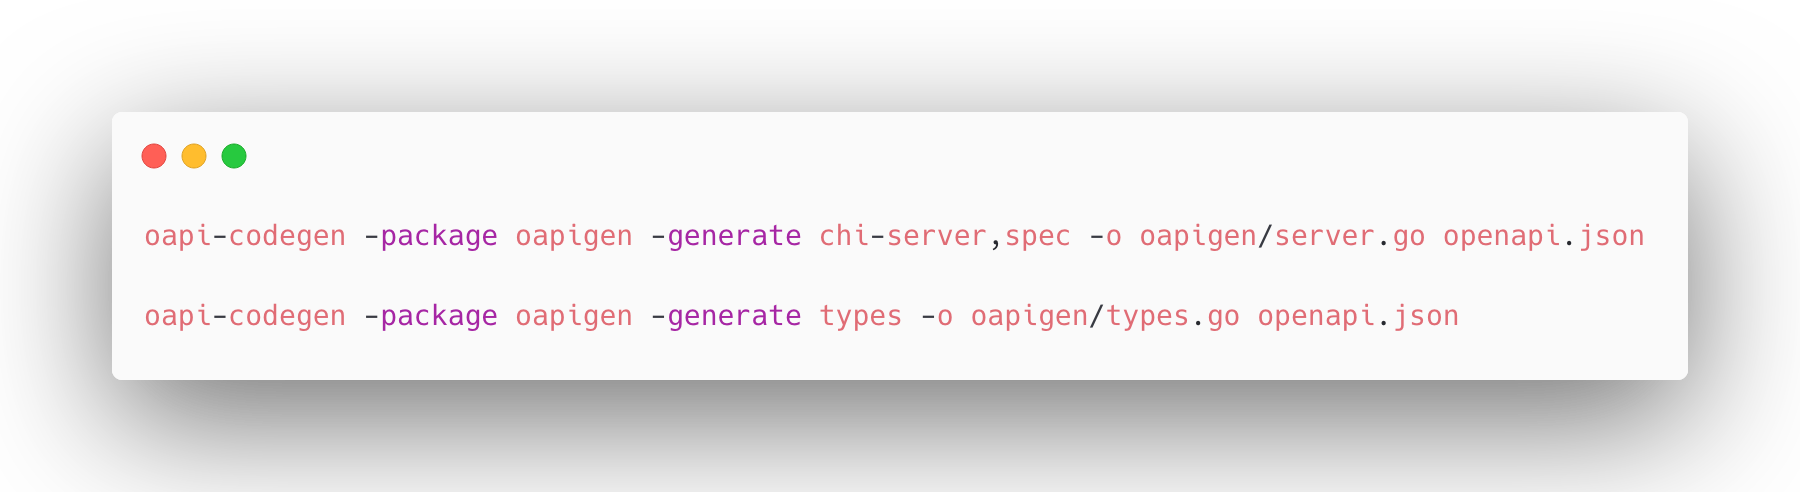 oapi-codegen -package oapigen -generate chi-server,spec -o oapigen/server.go openapi.json
oapi-codegen -package oapigen -generate types -o oapigen/types.go openapi.json